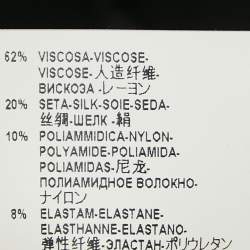 62% VISCOSA-VISCOSE-
VISCOSE-人造纤维-
ВИСКОЗА -レーヨン
20% SETA-SILK-SOIE-SEDA-
丝绸-ШЕЛК -絹
10% POLIAMMIDICA-NYLON-
POLYAMIDE-POLIAMIDA-
POLIAMIDAS-尼龙-
ПОЛИАМИДНОЕ ВОЛОКНО-
ナイロン
8% ELASTAM-ELASTANE-
ELASTHANNE-ELASTANO-
弹性纤维-ЭЛАСТАН-ポリウレタン